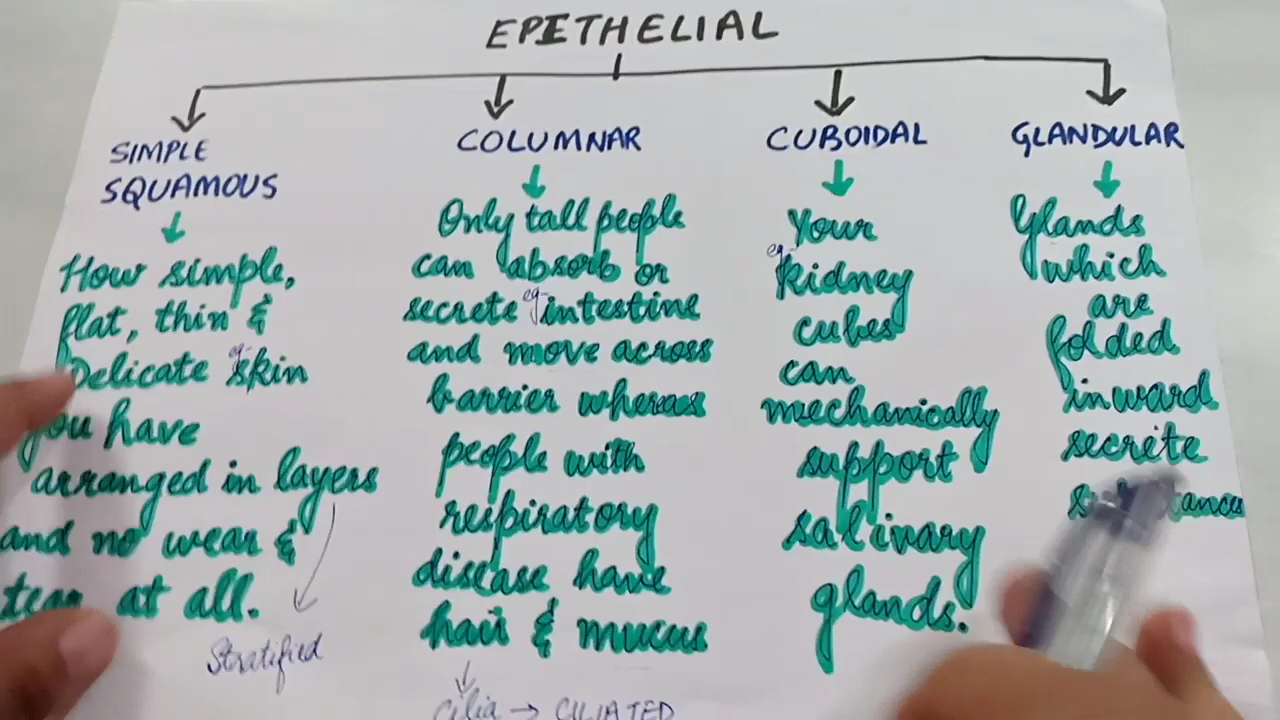 EPITHELIAL
SIMPLE
SQUAMOUS
How simple,
flat, thin &
Delicate eg- skin
you have
arranged in layers
and no wear &
tear at all.
Stratified
COLUMNAR
Only tall people
can absorb or
secrete eg- intestine
and move across
barrier whereas
people with
respiratory
disease have
hair & mucus
Cilia → CILIATED
CUBOIDAL
Your
eg- kidney
cubes
can
mechanically
support
salivary
glands.
GLANDULAR
Glands
which
are
folded
inward
secrete